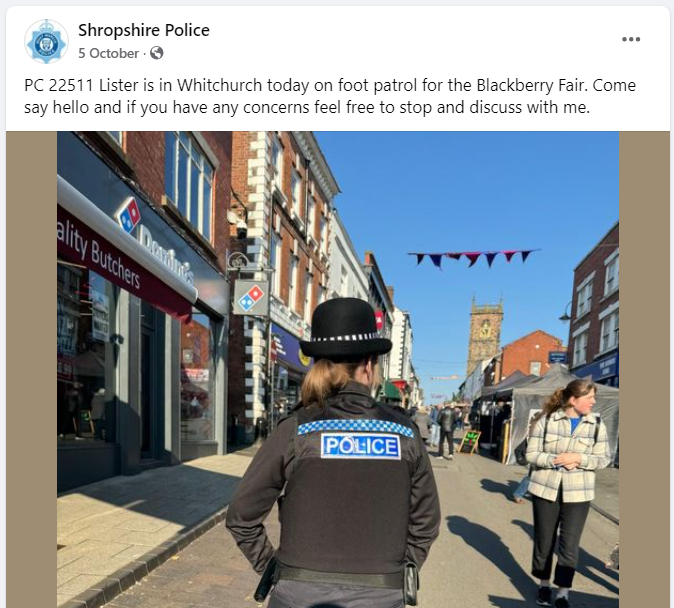 Shropshire Police
5 October
PC 22511 Lister is in Whitchurch today on foot patrol for the Blackberry Fair. Come
say hello and if you have any concerns feel free to stop and discuss with me.
ality Butchers
Domino's
POLICE